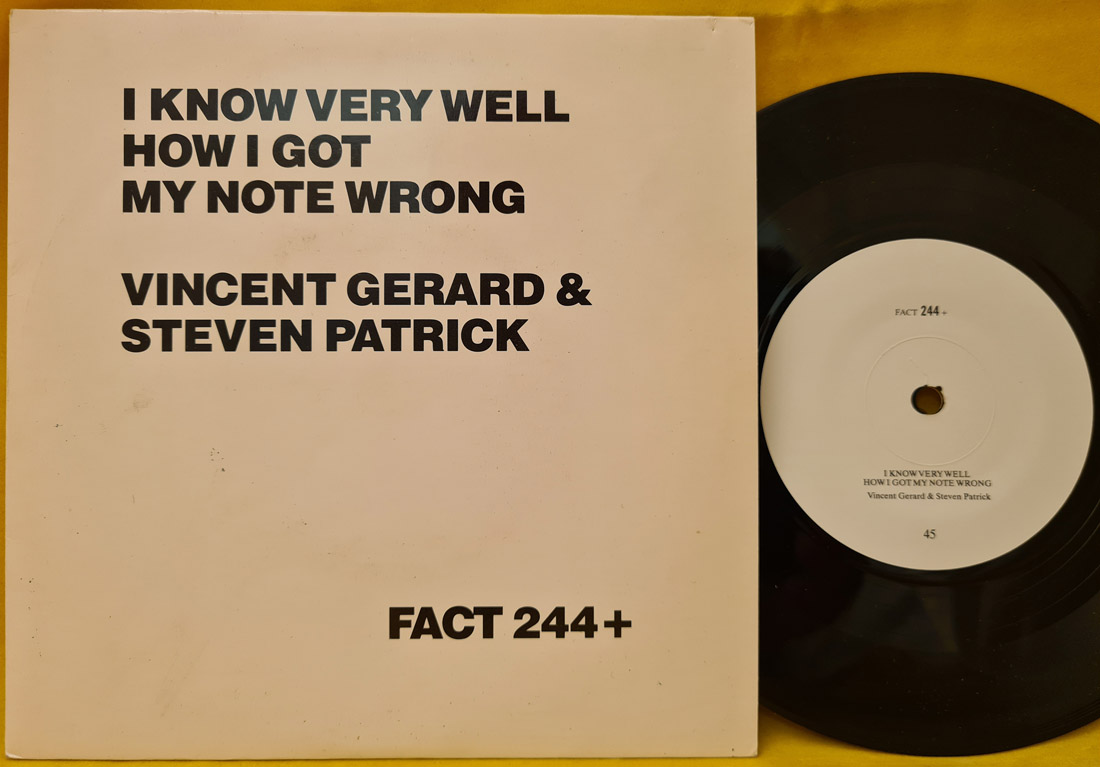 I KNOW VERY WELL
HOW I GOT
MY NOTE WRONG
VINCENT GERARD &
STEVEN PATRICK
FACT 244+
FACT 244+
I KNOW VERY WELL
HOW I GOT MY NOTE WRONG
Vincent Gerard & Steven Patrick
45